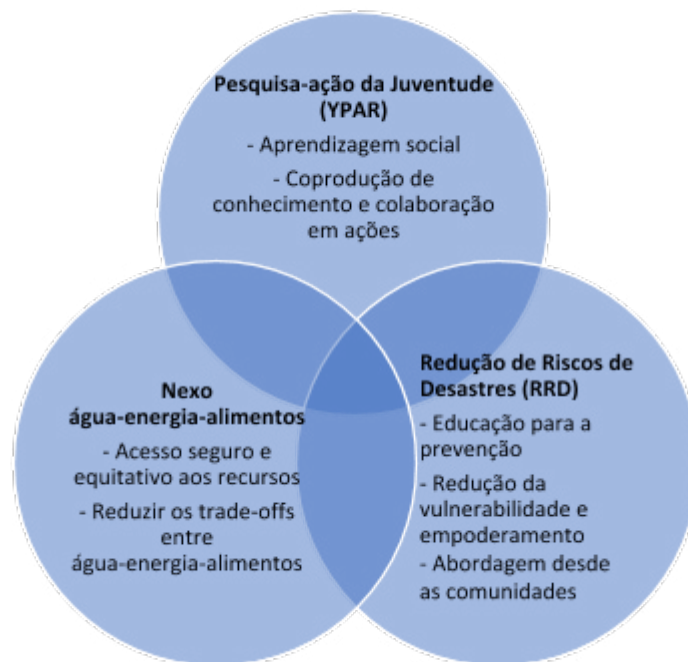 Pesquisa-ação da Juventude
(YPAR)
- Aprendizagem social
- Coprodução de
conhecimento e colaboração
em ações
Nexo
água-energia-alimentos
- Acesso seguro e
equitativo aos recursos
- Reduzir os trade-offs
entre
água-energia-alimentos
Redução de Riscos de
Desastres (RRD)
- Educação para a
prevenção
- Redução da
vulnerabilidade e
empoderamento
- Abordagem desde
as comunidades